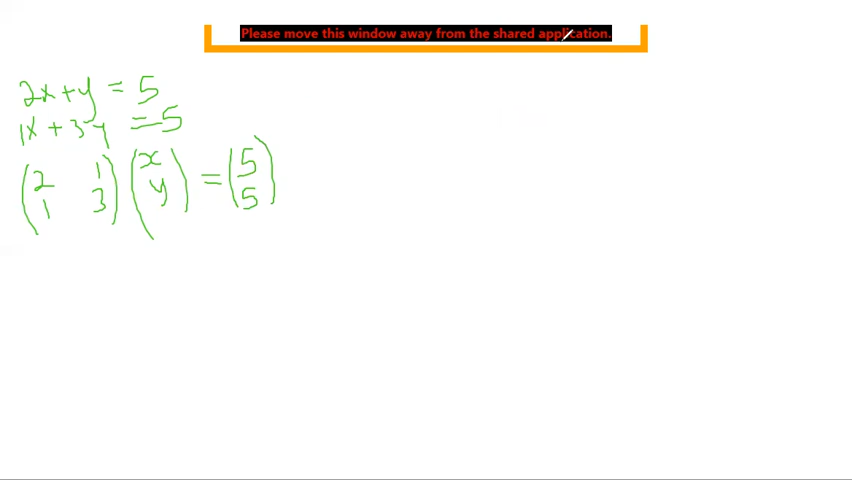 Please move this window away from the shared application.
2x+y = 5
1x + 3y = 5
(2 1) (x) = (5)
(1 3) (y) (5)